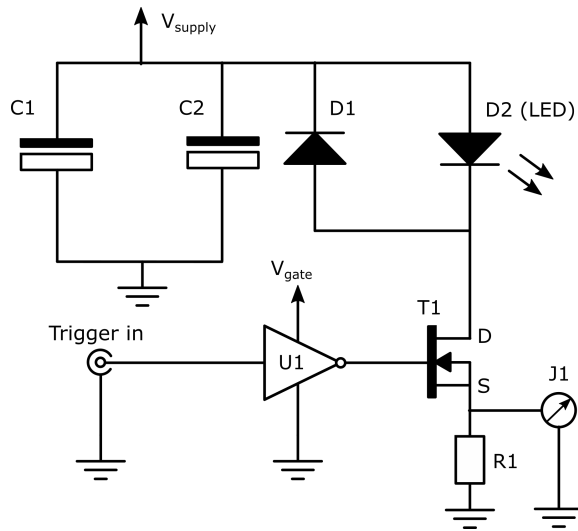 Vsupply
C1
C2
D1
D2 (LED)
Vgate
T1
Trigger in
D
U1
J1
S
R1